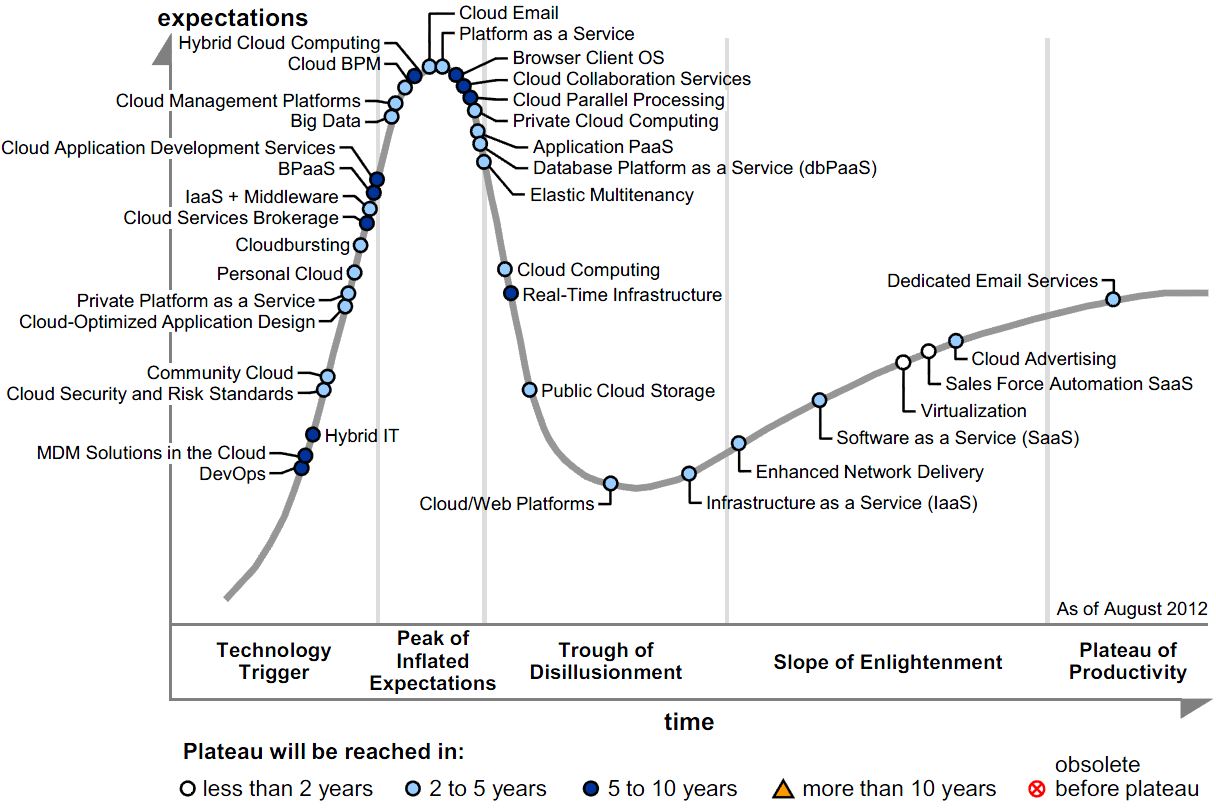 expectations
Cloud Email
Platform as a Service
Hybrid Cloud Computing
Cloud BPM
Browser Client OS
Cloud Collaboration Services
Cloud Management Platforms
Cloud Parallel Processing
Big Data
Private Cloud Computing
Cloud Application Development Services
Application PaaS
BPaaS
Database Platform as a Service (dbPaaS)
IaaS + Middleware
Elastic Multitenancy
Cloud Services Brokerage
Cloudbursting
Personal Cloud
Cloud Computing
Private Platform as a Service
Real-Time Infrastructure
Dedicated Email Services
Cloud-Optimized Application Design
Community Cloud
Cloud Advertising
Cloud Security and Risk Standards
Public Cloud Storage
Sales Force Automation SaaS
Virtualization
Hybrid IT
Software as a Service (SaaS)
MDM Solutions in the Cloud
DevOps
Enhanced Network Delivery
Cloud/Web Platforms
Infrastructure as a Service (IaaS)
As of August 2012
Technology
Trigger
Peak of
Inflated
Expectations
Trough of
Disillusionment
Slope of Enlightenment
Plateau of
Productivity
time
Plateau will be reached in:
less than 2 years
2 to 5 years
5 to 10 years
more than 10 years
obsolete
before plateau